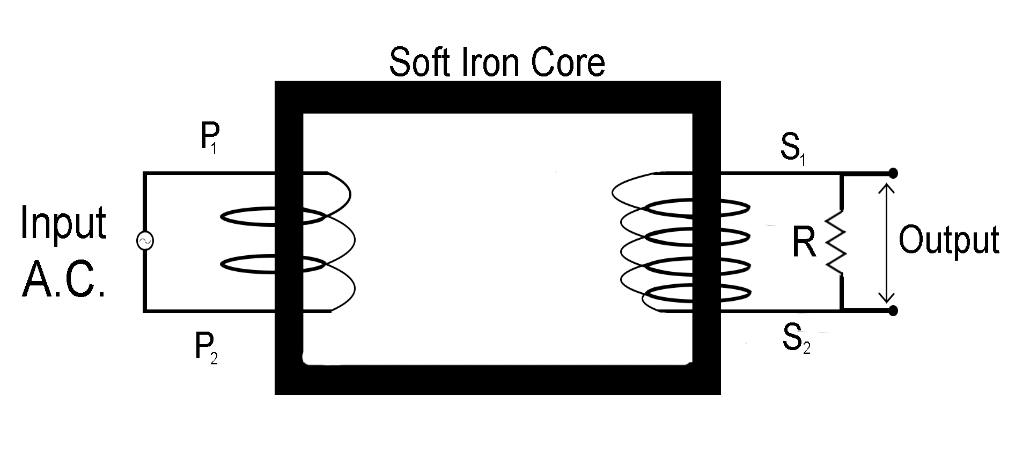 Soft Iron Core
P1
S1
Input
A.C.
R
Output
P2
S2